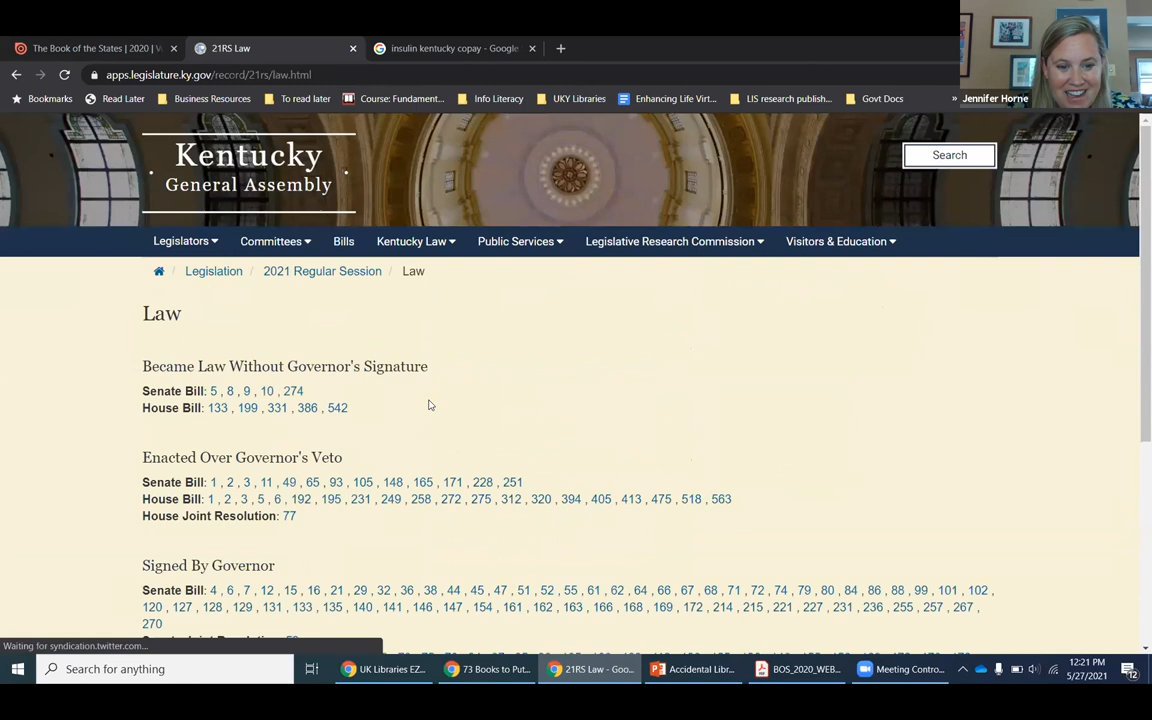 The Book of the States | 2020 | V
21RS Law
insulin kentucky copay - Google
apps.legislature.ky.gov/record/21rs/law.html
Bookmarks Read Later Business Resources To read later Course: Fundament... Info Literacy UKY Libraries Enhancing Life Virt... LIS research publish... Govt Docs »
Jennifer Horne
Kentucky
General Assembly
Search
Legislators Committees Bills Kentucky Law Public Services Legislative Research Commission Visitors & Education
/ Legislation / 2021 Regular Session / Law
Law
Became Law Without Governor's Signature
Senate Bill: 5 , 8 , 9 , 10 , 274
House Bill: 133 , 199 , 331 , 386 , 542
Enacted Over Governor's Veto
Senate Bill: 1 , 2 , 3 , 11 , 49 , 65 , 93 , 105 , 148 , 165 , 171 , 228 , 251
House Bill: 1 , 2 , 3 , 5 , 6 , 192 , 195 , 231 , 249 , 258 , 272 , 275 , 312 , 320 , 394 , 405 , 413 , 475 , 518 , 563
House Joint Resolution: 77
Signed By Governor
Senate Bill: 4 , 6 , 7 , 12 , 15 , 16 , 21 , 29 , 32 , 36 , 38 , 44 , 45 , 47 , 51 , 52 , 55 , 61 , 62 , 64 , 66 , 67 , 68 , 71 , 72 , 74 , 79 , 80 , 84 , 86 , 88 , 99 , 101 , 102 ,
120 , 127 , 128 , 129 , 131 , 133 , 135 , 140 , 141 , 146 , 147 , 154 , 161 , 162 , 163 , 166 , 168 , 169 , 172 , 214 , 215 , 221 , 227 , 231 , 236 , 255 , 257 , 267 ,
270
Waiting for syndication.twitter.com...
Search for anything
UK Libraries EZ...
73 Books to Put...
21RS Law - Goo...
Accidental Libr...
BOS_2020_WEB...
Meeting Contro...
12:21 PM
5/27/2021
12